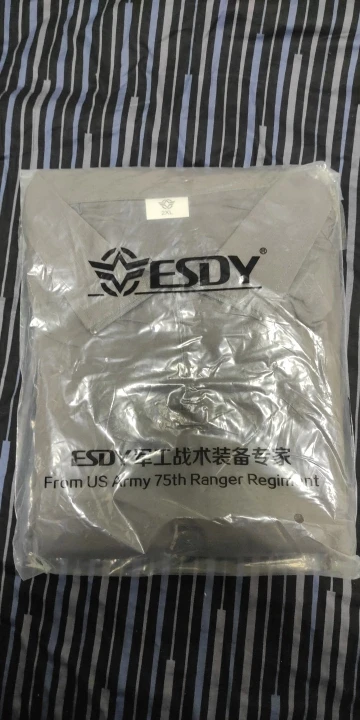 ESDY®
ESDY军工战术装备专家
From US Army 75th Ranger Regiment